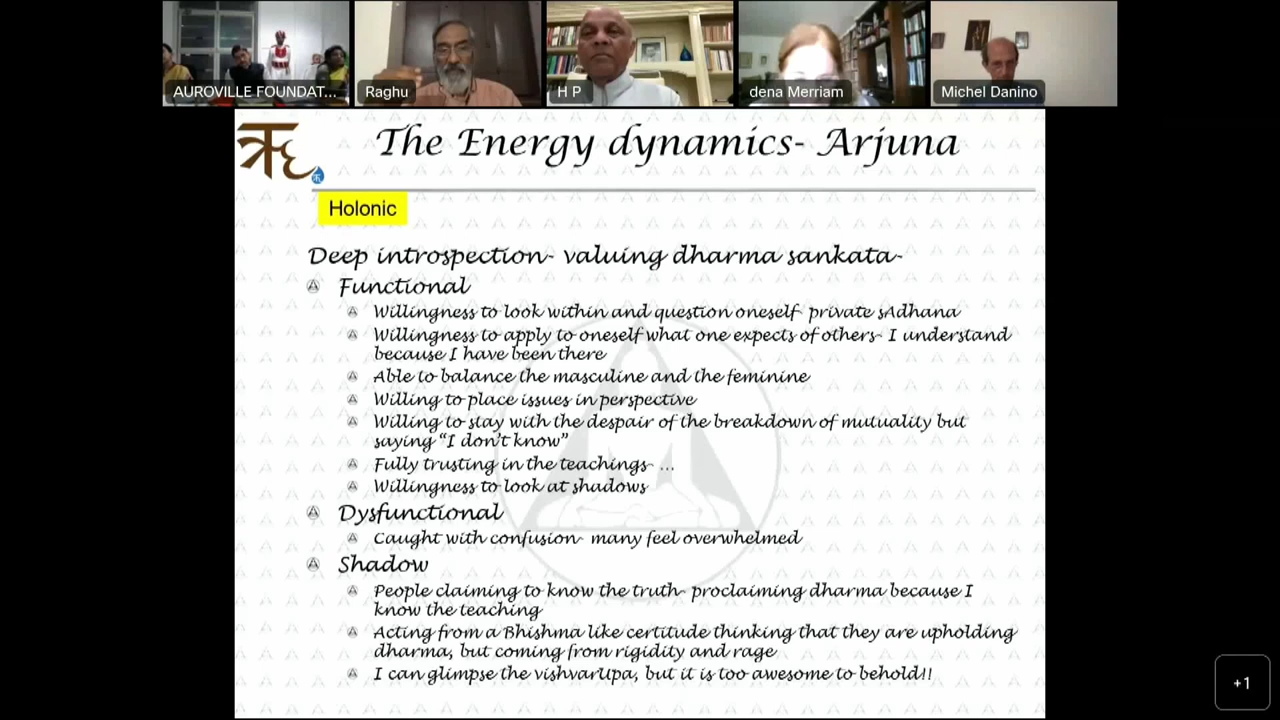 AUROVILLE FOUNDAT...
Raghu
H P
dena Merriam
Michel Danino
The Energy dynamics- Arjuna
Holonic
Deep introspection- valuing dharma sankata-
Functional
Willingness to look within and question oneself- private sAdhana
Willingness to apply to oneself what one expects of others- I understand
because I have been there
Able to balance the masculine and the feminine
Willing to place issues in perspective
Willing to stay with the despair of the breakdown of mutuality but
saying “I don’t know”
Fully trusting in the teachings- ...
Willingness to look at shadows
Dysfunctional
Caught with confusion- many feel overwhelmed
Shadow
People claiming to know the truth- proclaiming dharma because I
know the teaching
Acting from a Bhishma like certitude thinking that they are upholding
dharma, but coming from rigidity and rage
I can glimpse the vishvarUpa, but it is too awesome to behold!!
+1